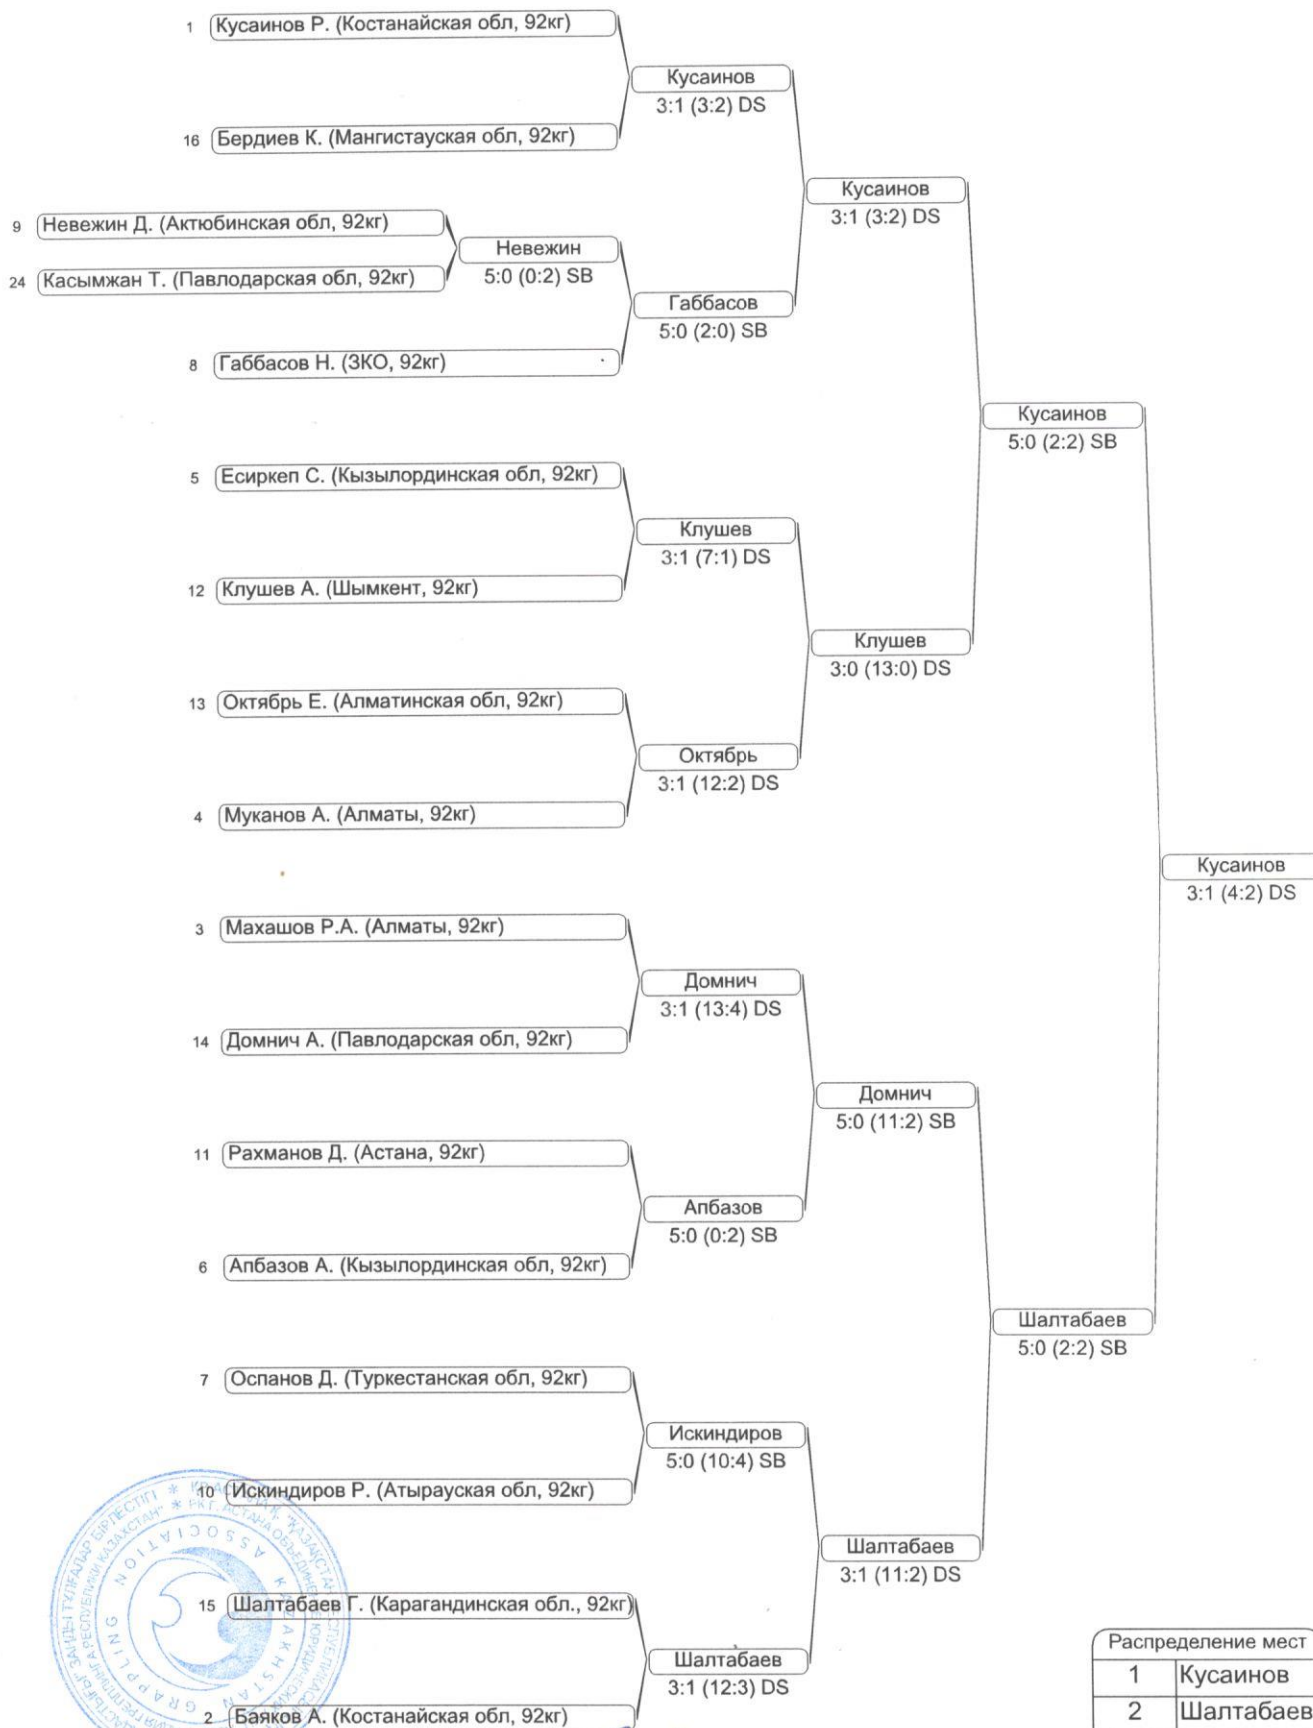 1 Кусаинов Р. (Костанайская обл, 92кг)
Кусаинов
3:1 (3:2) DS
16 Бердиев К. (Мангистауская обл, 92кг)
Кусаинов
3:1 (3:2) DS
9 Невежин Д. (Актюбинская обл, 92кг)
Невежин
5:0 (0:2) SB
24 Касымжан Т. (Павлодарская обл, 92кг)
Габбасов
5:0 (2:0) SB
8 Габбасов Н. (ЗКО, 92кг)
Кусаинов
5:0 (2:2) SB
5 Есиркеп С. (Кызылординская обл, 92кг)
Клушев
3:1 (7:1) DS
12 Клушев А. (Шымкент, 92кг)
Клушев
3:0 (13:0) DS
13 Октябрь Е. (Алматинская обл, 92кг)
Октябрь
3:1 (12:2) DS
4 Муканов А. (Алматы, 92кг)
Кусаинов
3:1 (4:2) DS
3 Махашов Р.А. (Алматы, 92кг)
Домнич
3:1 (13:4) DS
14 Домнич А. (Павлодарская обл, 92кг)
Домнич
5:0 (11:2) SB
11 Рахманов Д. (Астана, 92кг)
Апбазов
5:0 (0:2) SB
6 Апбазов А. (Кызылординская обл, 92кг)
Шалтабаев
5:0 (2:2) SB
7 Оспанов Д. (Туркестанская обл, 92кг)
Искиндиров
5:0 (10:4) SB
10 Искиндиров Р. (Атырауская обл, 92кг)
Шалтабаев
3:1 (11:2) DS
15 Шалтабаев Г. (Карагандинская обл., 92кг)
Шалтабаев
3:1 (12:3) DS
2 Баяков А. (Костанайская обл, 92кг)
Распределение мест
1 Кусаинов
2 Шалтабаев
KAZAKHSTAN GRAPPLING ASSOCIATION